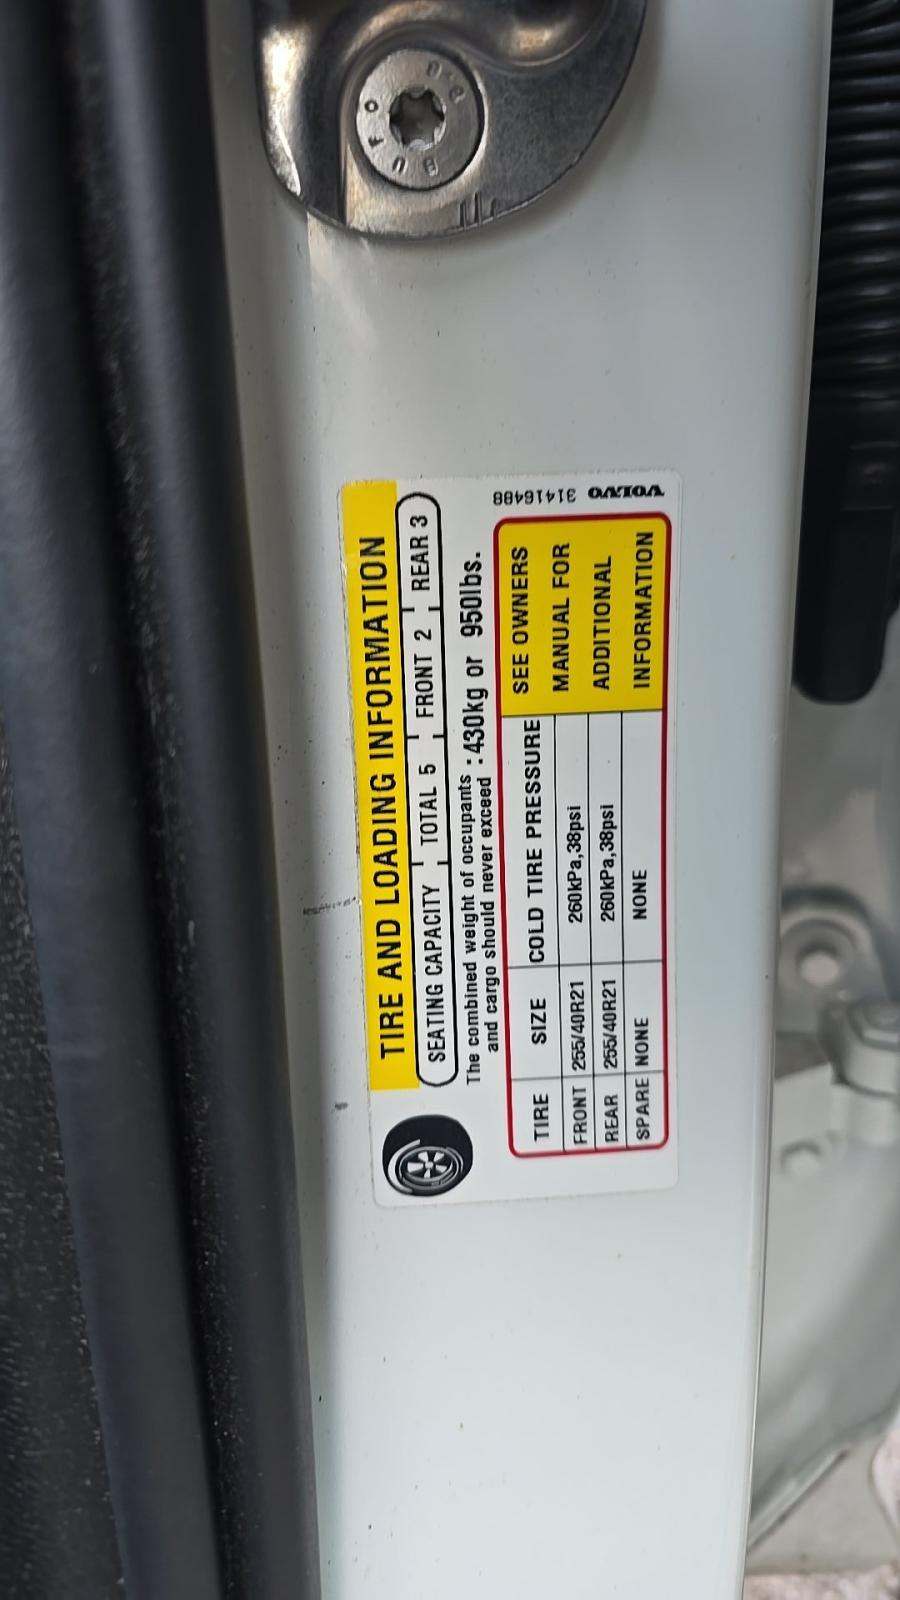 TIRE AND LOADING INFORMATION
SEATING CAPACITY TOTAL 5 FRONT 2 REAR 3
The combined weight of occupants and cargo should never exceed : 430kg or 950lbs.
TIRE SIZE COLD TIRE PRESSURE
FRONT 255/40R21 260kPa,38psi
REAR 255/40R21 260kPa,38psi
SPARE NONE NONE
SEE OWNERS
MANUAL FOR
ADDITIONAL
INFORMATION
31416488 VOLVO
BUFO